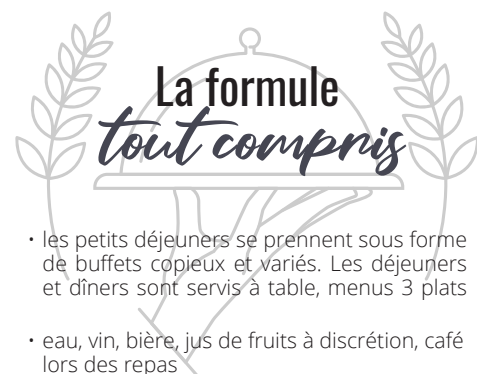 La formule
tout compris
• les petits déjeuners se prennent sous forme
de buffets copieux et variés. Les déjeuners
et dîners sont servis à table, menus 3 plats
• eau, vin, bière, jus de fruits à discrétion, café
lors des repas